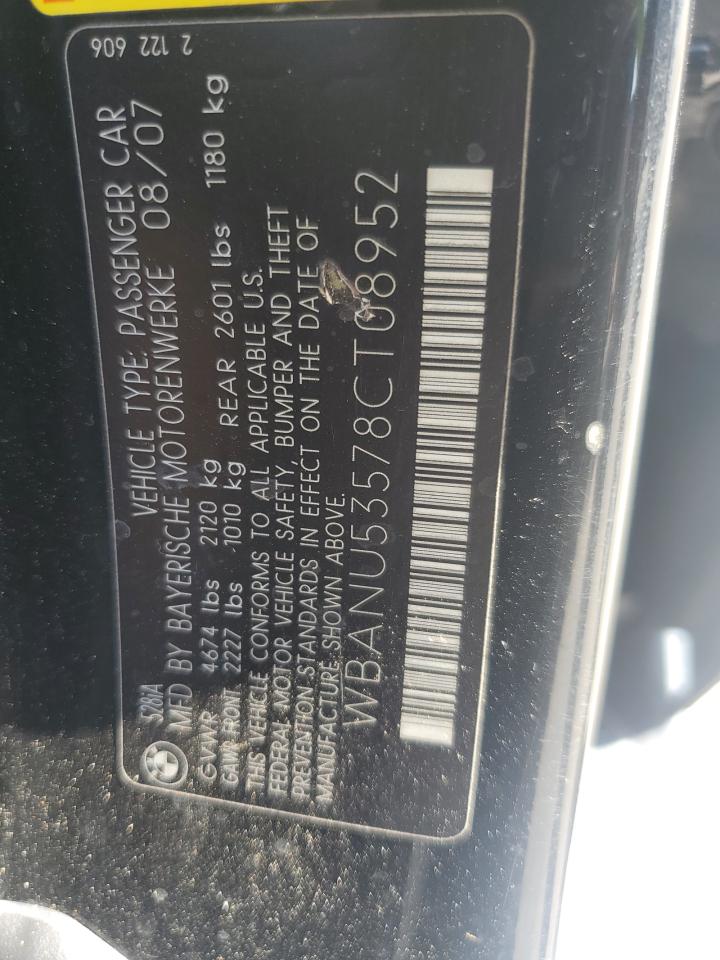 528iA
VEHICLE TYPE: PASSENGER CAR
MFD BY BAYERISCHE MOTORENWERKE 08/07
GVWR 4674 lbs 2120 kg
GAWR FRONT 2227 lbs 1010 kg REAR 2601 lbs 1180 kg
THIS VEHICLE CONFORMS TO ALL APPLICABLE U.S.
FEDERAL MOTOR VEHICLE SAFETY, BUMPER AND THEFT
PREVENTION STANDARDS IN EFFECT ON THE DATE OF
MANUFACTURE SHOWN ABOVE.
WBANU53578CT08952
2 122 606